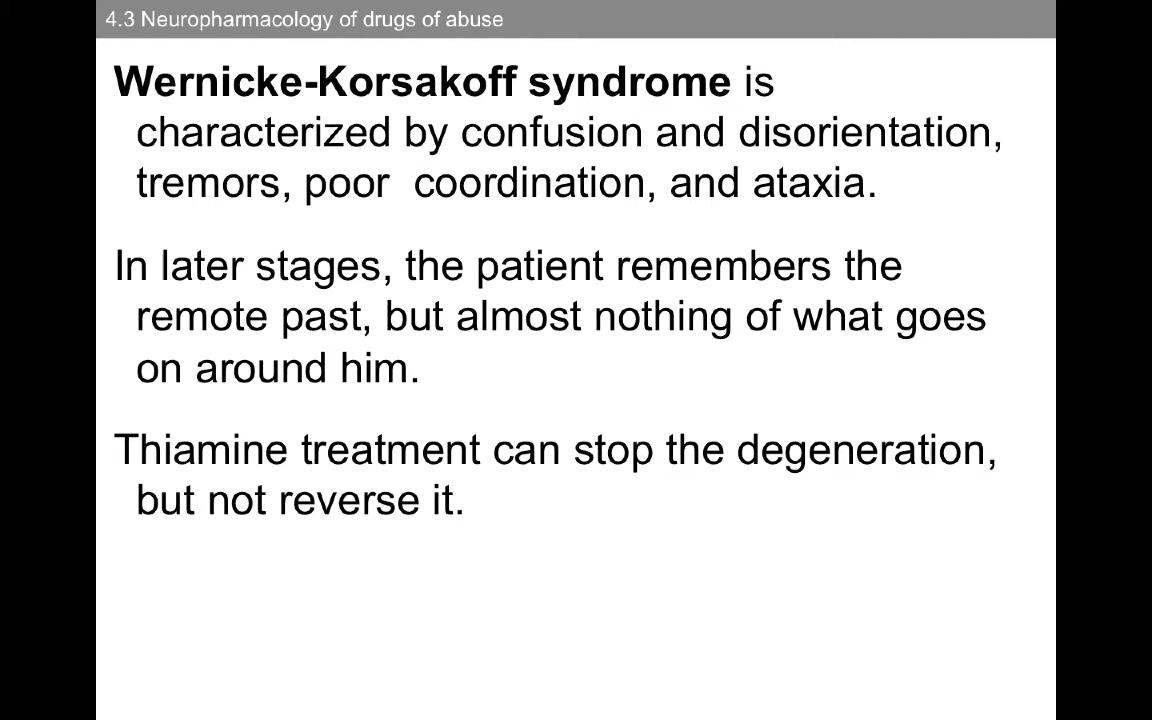 4.3 Neuropharmacology of drugs of abuse
Wernicke-Korsakoff syndrome is
characterized by confusion and disorientation,
tremors, poor  coordination, and ataxia.
In later stages, the patient remembers the
remote past, but almost nothing of what goes
on around him.
Thiamine treatment can stop the degeneration,
but not reverse it.